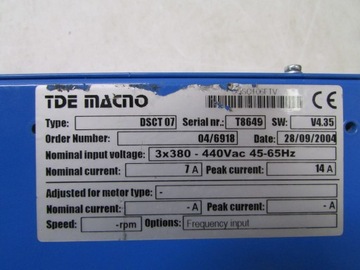 TDE MACNO
CE
Type: DSCT 07 Serial nr.: T8649 SW: V4.35
Order Number: 04/6918 Date: 28/09/2004
Nominal input voltage: 3x380 - 440Vac 45-65Hz
Nominal current: 7 A Peak current: 14 A
Adjusted for motor type: -
Nominal current: - A Peak current: - A
Speed: -rpm Options: Frequency input